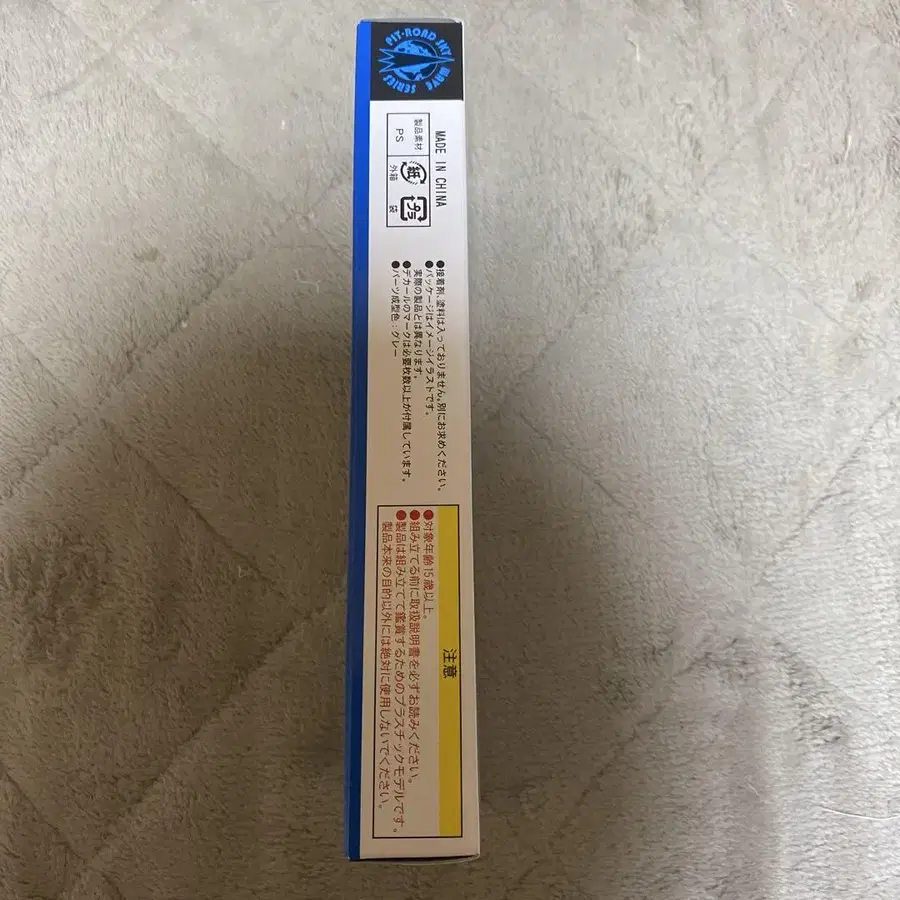 PIT-ROAD SKY WAVE SERIES
MADE IN CHINA
製品素材
PS
紙
外箱
プラ
袋
●接着剤、塗料は入っておりません。別にお求めください。
●パッケージはイメージイラストです。
実際の製品とは異なります。
●デカールのマークは必要枚数以上が付属しています。
●パーツ成型色:グレー
注意
●対象年齢15歳以上。
●組み立てる前に取扱説明書を必ずお読みください。
●製品は組み立てて鑑賞するためのプラスチックモデルです。
製品本来の目的以外には絶対に使用しないでください。